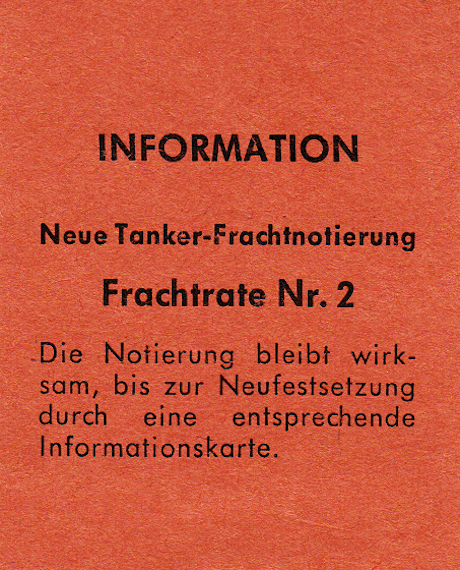 INFORMATION
Neue Tanker-Frachtnotierung
Frachtrate Nr. 2
Die Notierung bleibt wirk-
sam, bis zur Neufestsetzung
durch eine entsprechende
Informationskarte.